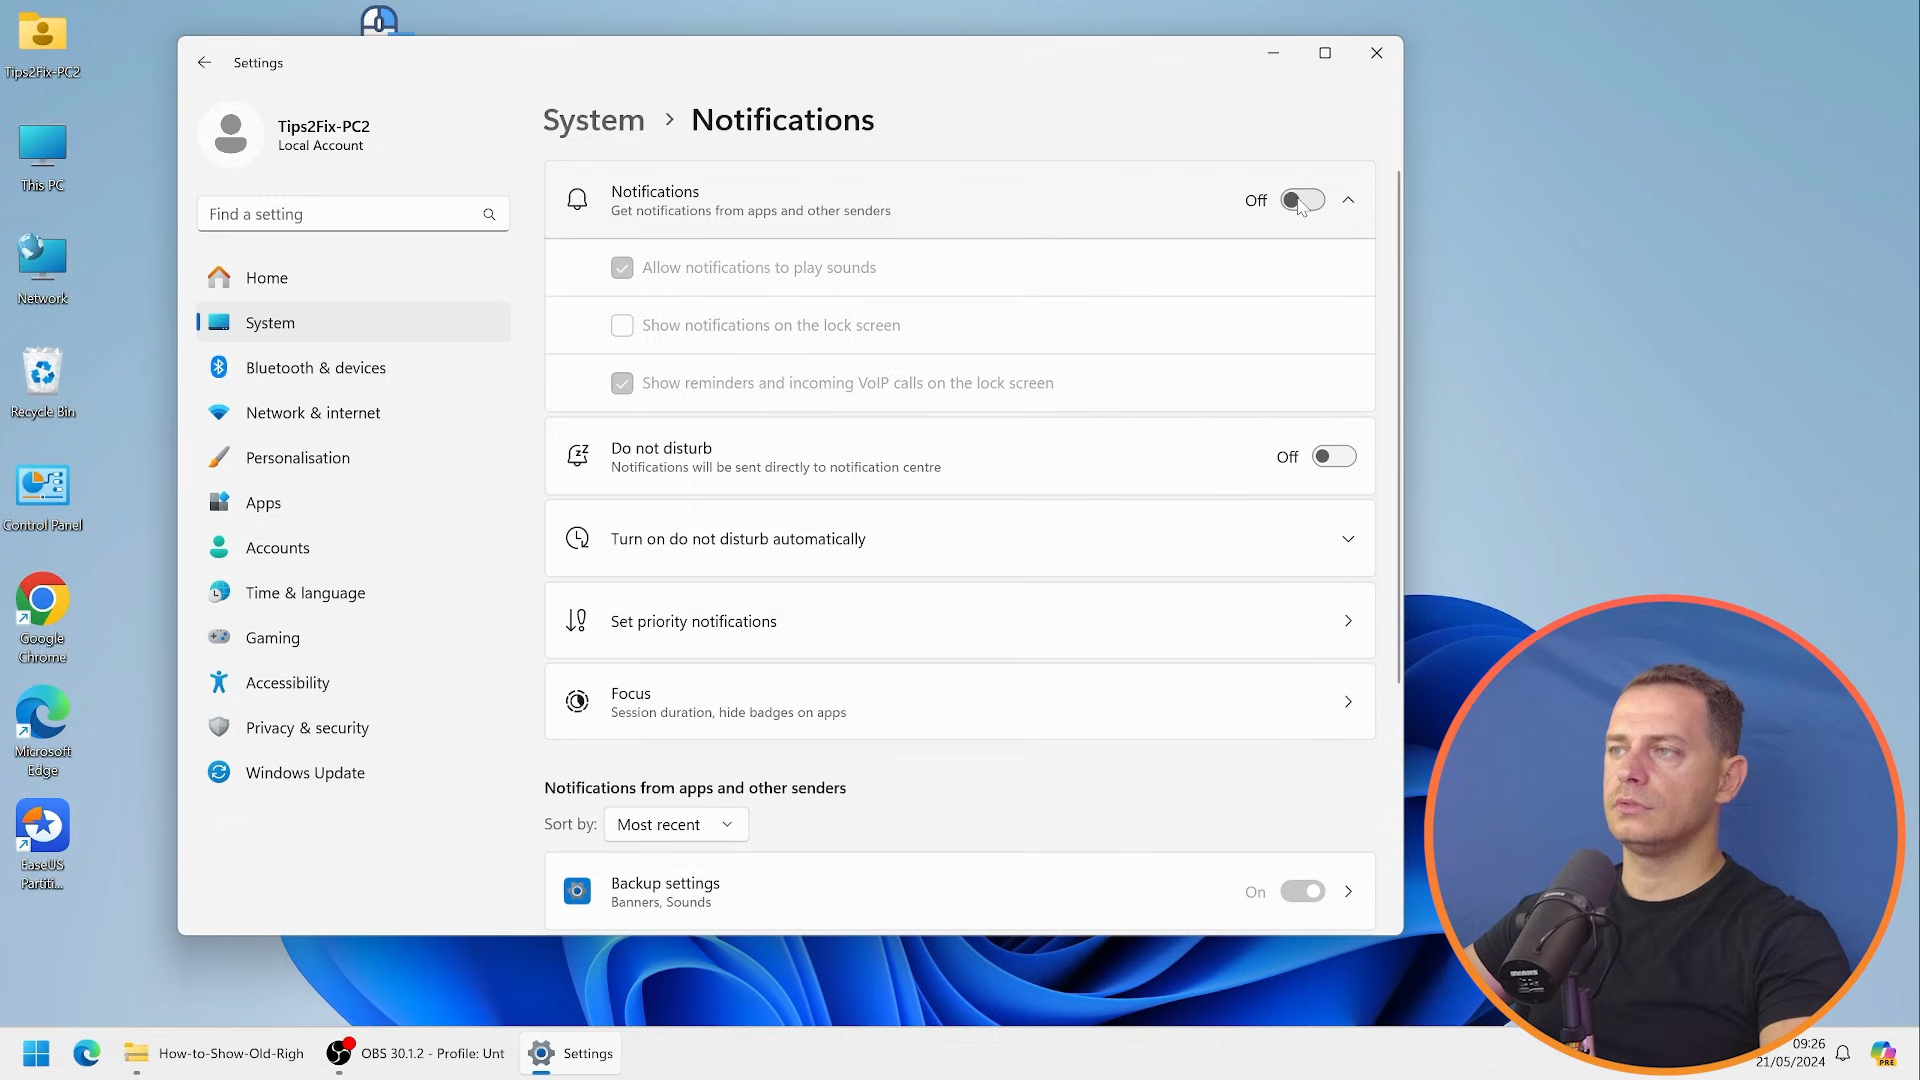 Tips2Fix-PC2
This PC
Network
Recycle Bin
Control Panel
Google
Chrome
Microsoft
Edge
EaseUS
Partiti...
Settings
Tips2Fix-PC2
Local Account
Find a setting
Home
System
Bluetooth & devices
Network & internet
Personalisation
Apps
Accounts
Time & language
Gaming
Accessibility
Privacy & security
Windows Update
System > Notifications
Notifications
Get notifications from apps and other senders
Off
Allow notifications to play sounds
Show notifications on the lock screen
Show reminders and incoming VoIP calls on the lock screen
Do not disturb
Notifications will be sent directly to notification centre
Off
Turn on do not disturb automatically
Set priority notifications
Focus
Session duration, hide badges on apps
Notifications from apps and other senders
Sort by: Most recent
Backup settings
Banners, Sounds
On
How-to-Show-Old-Righ
OBS 30.1.2 - Profile: Unt
Settings
09:26
21/05/2024
PRE
SHURE